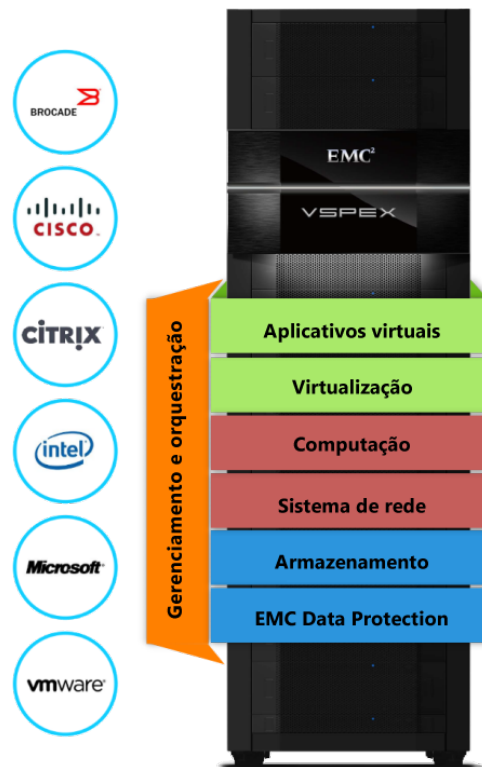 BROCADE
CISCO
CiTRIX
intel
Microsoft
vmware
EMC²
VSPEX
Gerenciamento e orquestração
Aplicativos virtuais
Virtualização
Computação
Sistema de rede
Armazenamento
EMC Data Protection